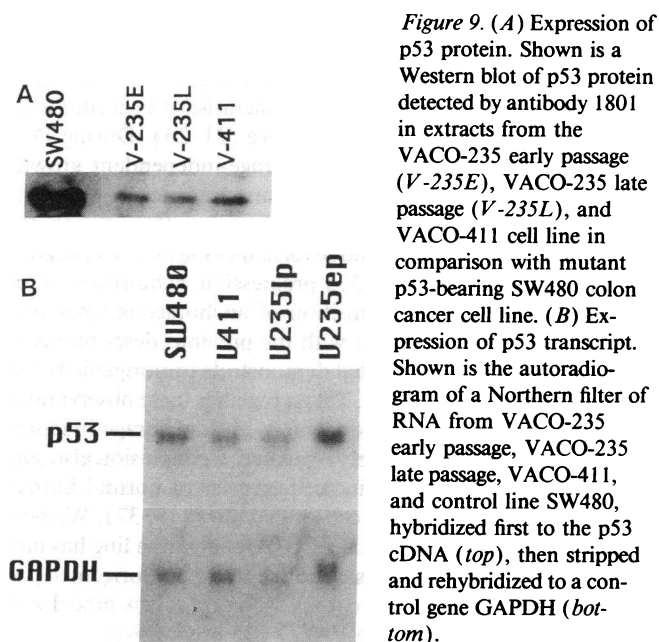 A
SW480
V-235E
V-235L
V-411
B
SW480
V411
V235lp
V235ep
p53
GAPDH
Figure 9. (A) Expression of
p53 protein. Shown is a
Western blot of p53 protein
detected by antibody 1801
in extracts from the
VACO-235 early passage
(V-235E), VACO-235 late
passage (V-235L), and
VACO-411 cell line in
comparison with mutant
p53-bearing SW480 colon
cancer cell line. (B) Ex-
pression of p53 transcript.
Shown is the autoradio-
gram of a Northern filter of
RNA from VACO-235
early passage, VACO-235
late passage, VACO-411,
and control line SW480,
hybridized first to the p53
cDNA (top), then stripped
and rehybridized to a con-
trol gene GAPDH (bot-
tom).